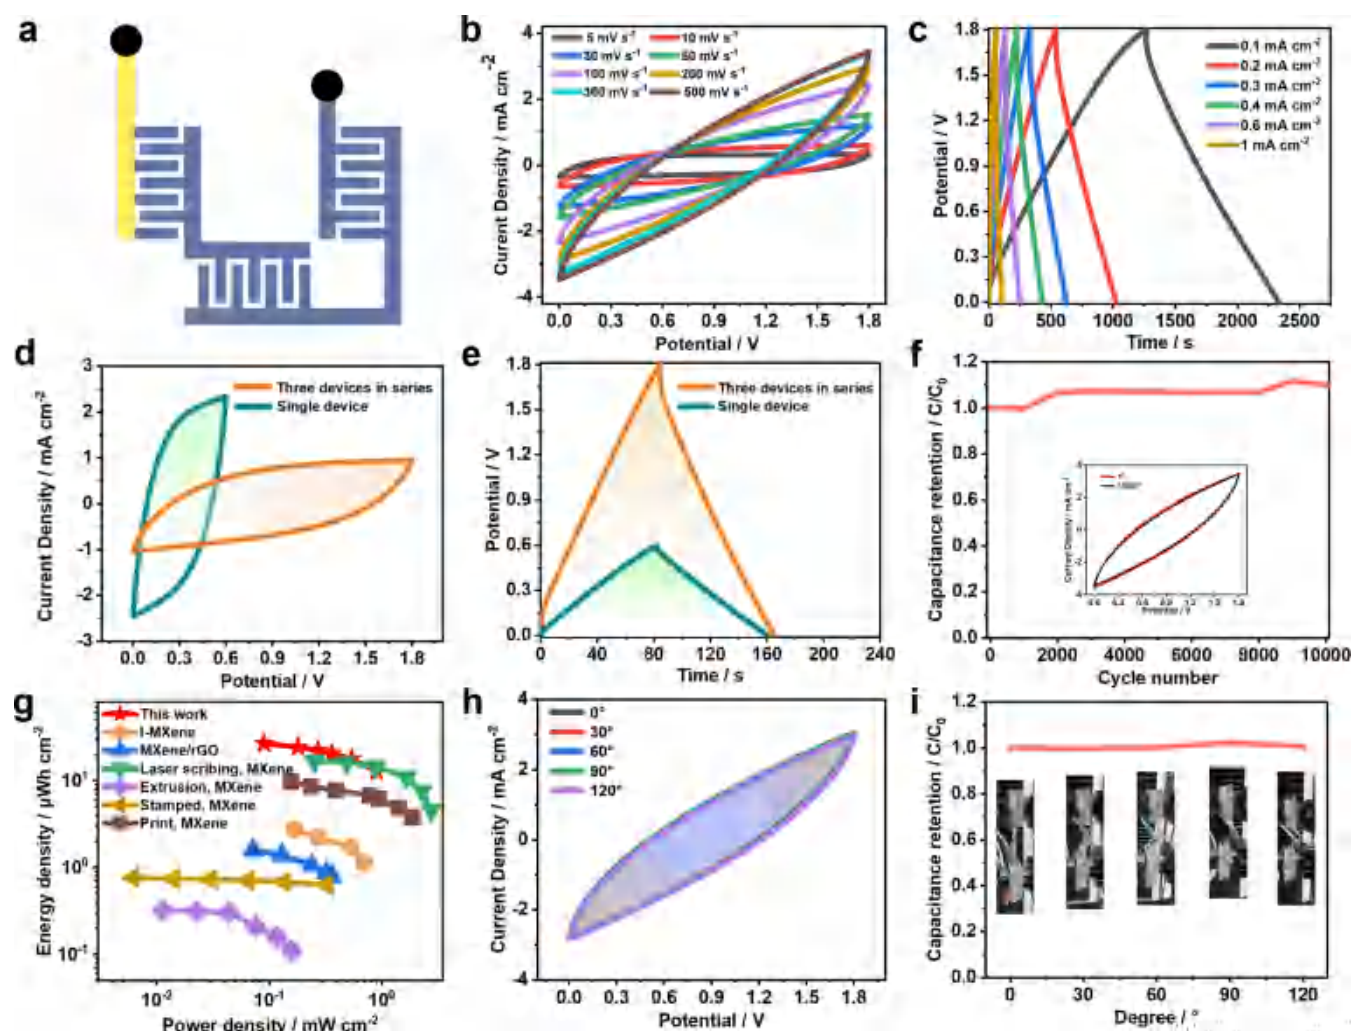 a
b
5 mV s-1
10 mV s-1
30 mV s-1
50 mV s-1
100 mV s-1
200 mV s-1
300 mV s-1
500 mV s-1
Curent Density / mA cm-2
4
2
0
-2
-4
0.0 0.3 0.6 0.9 1.2 1.5 1.8
Potential / V
c
0.1 mA cm-2
0.2 mA cm-2
0.3 mA cm-2
0.4 mA cm-2
0.6 mA cm-2
1 mA cm-2
Potential / V
1.8
1.5
1.2
0.9
0.6
0.3
0.0
0 500 1000 1500 2000 2500
Time / s
d
Three devices in series
Single device
Current Density / mA cm-2
3
2
1
0
-1
-2
-3
0.0 0.3 0.6 0.9 1.2 1.5 1.8
Potential / V
e
Three devices in series
Single device
Potential / V
1.8
1.5
1.2
0.9
0.6
0.3
0.0
0 40 80 120 160 200 240
Time / s
f
Capacitance retention / C/C0
1.2
1.0
0.8
0.6
0.4
0.2
0.0
0 2000 4000 6000 8000 10000
Cycle number
Current Density / mA cm-2
Potential / V
g
This work
I-MXene
MXene/rGO
Laser scribing, MXene
Extrusion, MXene
Stamped, MXene
Print, MXene
Energy density / μWh cm-2
101
100
10-1
10-2 10-1 100
Power density / mW cm-2
h
0°
30°
60°
90°
120°
Current Density / mA cm-2
4
2
0
-2
-4
0.0 0.3 0.6 0.9 1.2 1.5 1.8
Potential / V
i
Capacitance retention / C/C0
1.2
1.0
0.8
0.6
0.4
0.2
0.0
0 30 60 90 120
Degree / °